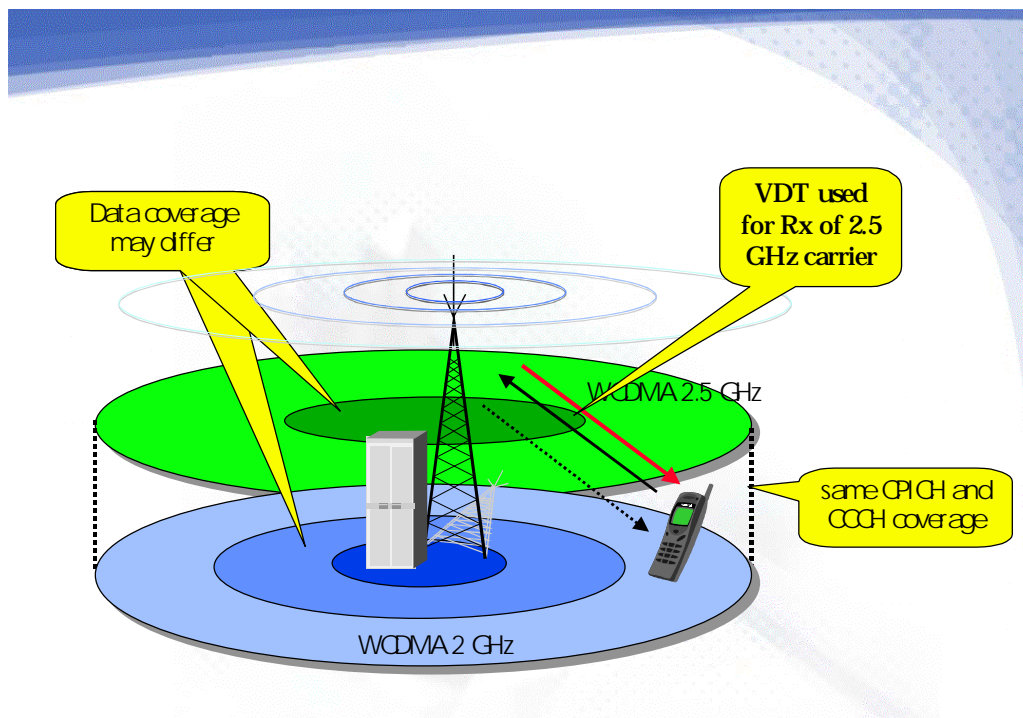 Data coverage
may differ
VDT used
for Rx of 2.5
GHz carrier
WCDMA 2.5 GHz
same CPICH and
CCCH coverage
WCDMA 2 GHz